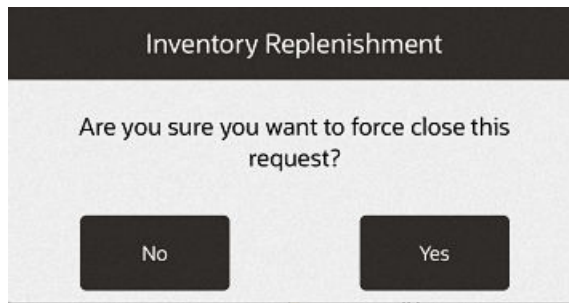 Inventory Replenishment
Are you sure you want to force close this
request?
No
Yes